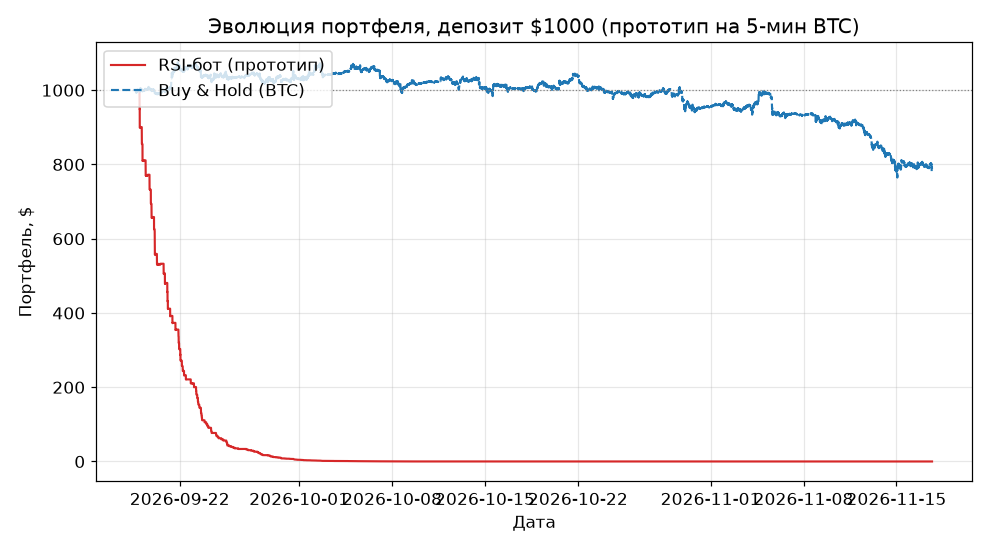 Эволюция портфеля, депозит $1000 (прототип на 5-мин BTC)
RSI-бот (прототип)
Buy & Hold (BTC)
Портфель, $
1000
800
600
400
200
0
2026-09-22
2026-10-01
2026-10-08
2026-10-15
2026-10-22
2026-11-01
2026-11-08
2026-11-15
Дата